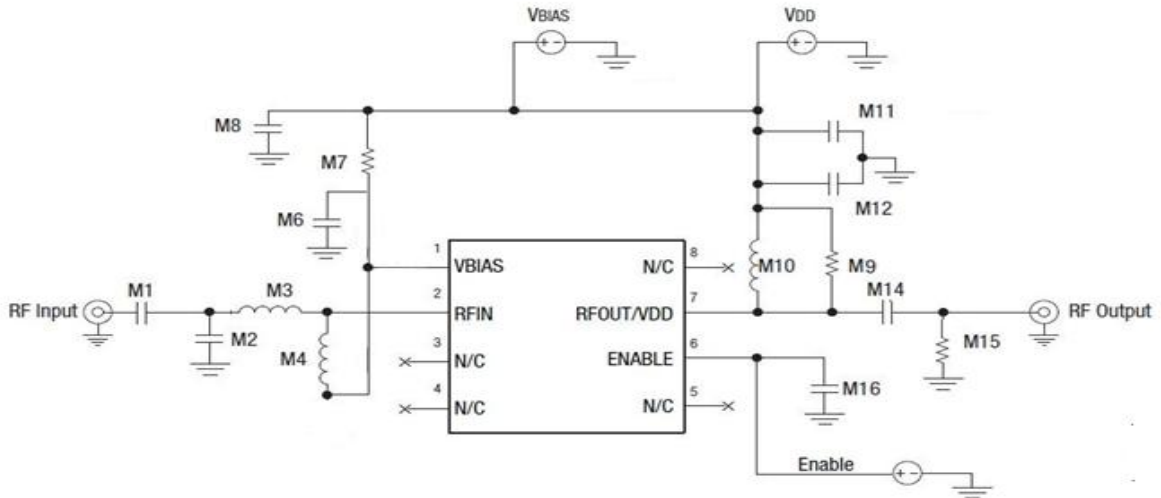 VBIAS
VDD
M8
M7
M11
M6
M12
1
VBIAS
N/C
8
M10
M9
M1
M3
2
RF Input
RFIN
RFOUT/VDD
7
M14
RF Output
M2
M4
3
N/C
ENABLE
6
M15
4
N/C
N/C
5
M16
Enable